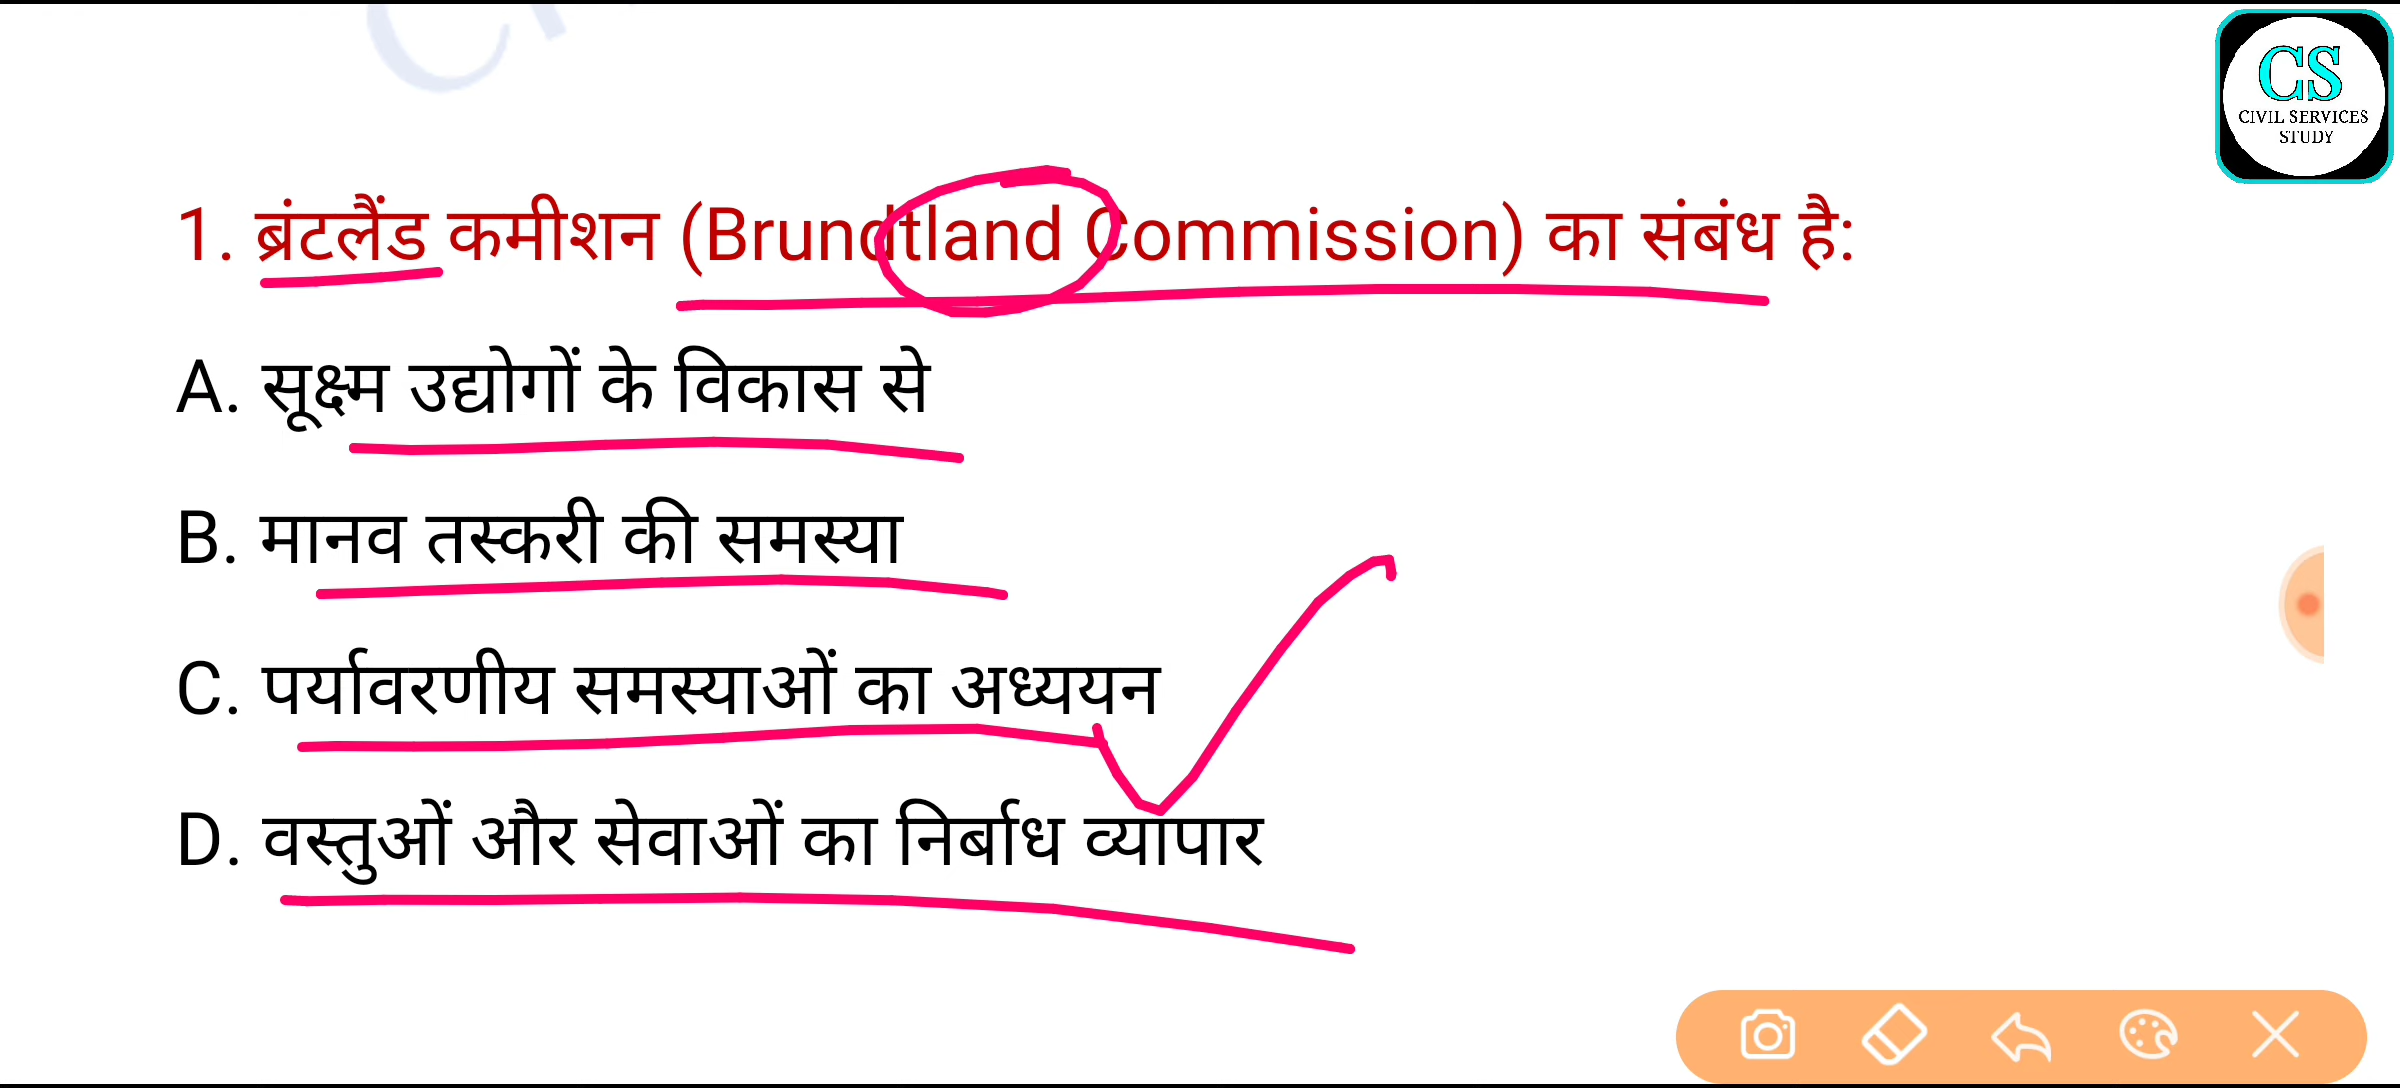 CS
CIVIL SERVICES
STUDY
1. ब्रंटलैंड कमीशन (Brundtland Commission) का संबंध है:
A. सूक्ष्म उद्योगों के विकास से
B. मानव तस्करी की समस्या
C. पर्यावरणीय समस्याओं का अध्ययन
D. वस्तुओं और सेवाओं का निर्बाध व्यापार